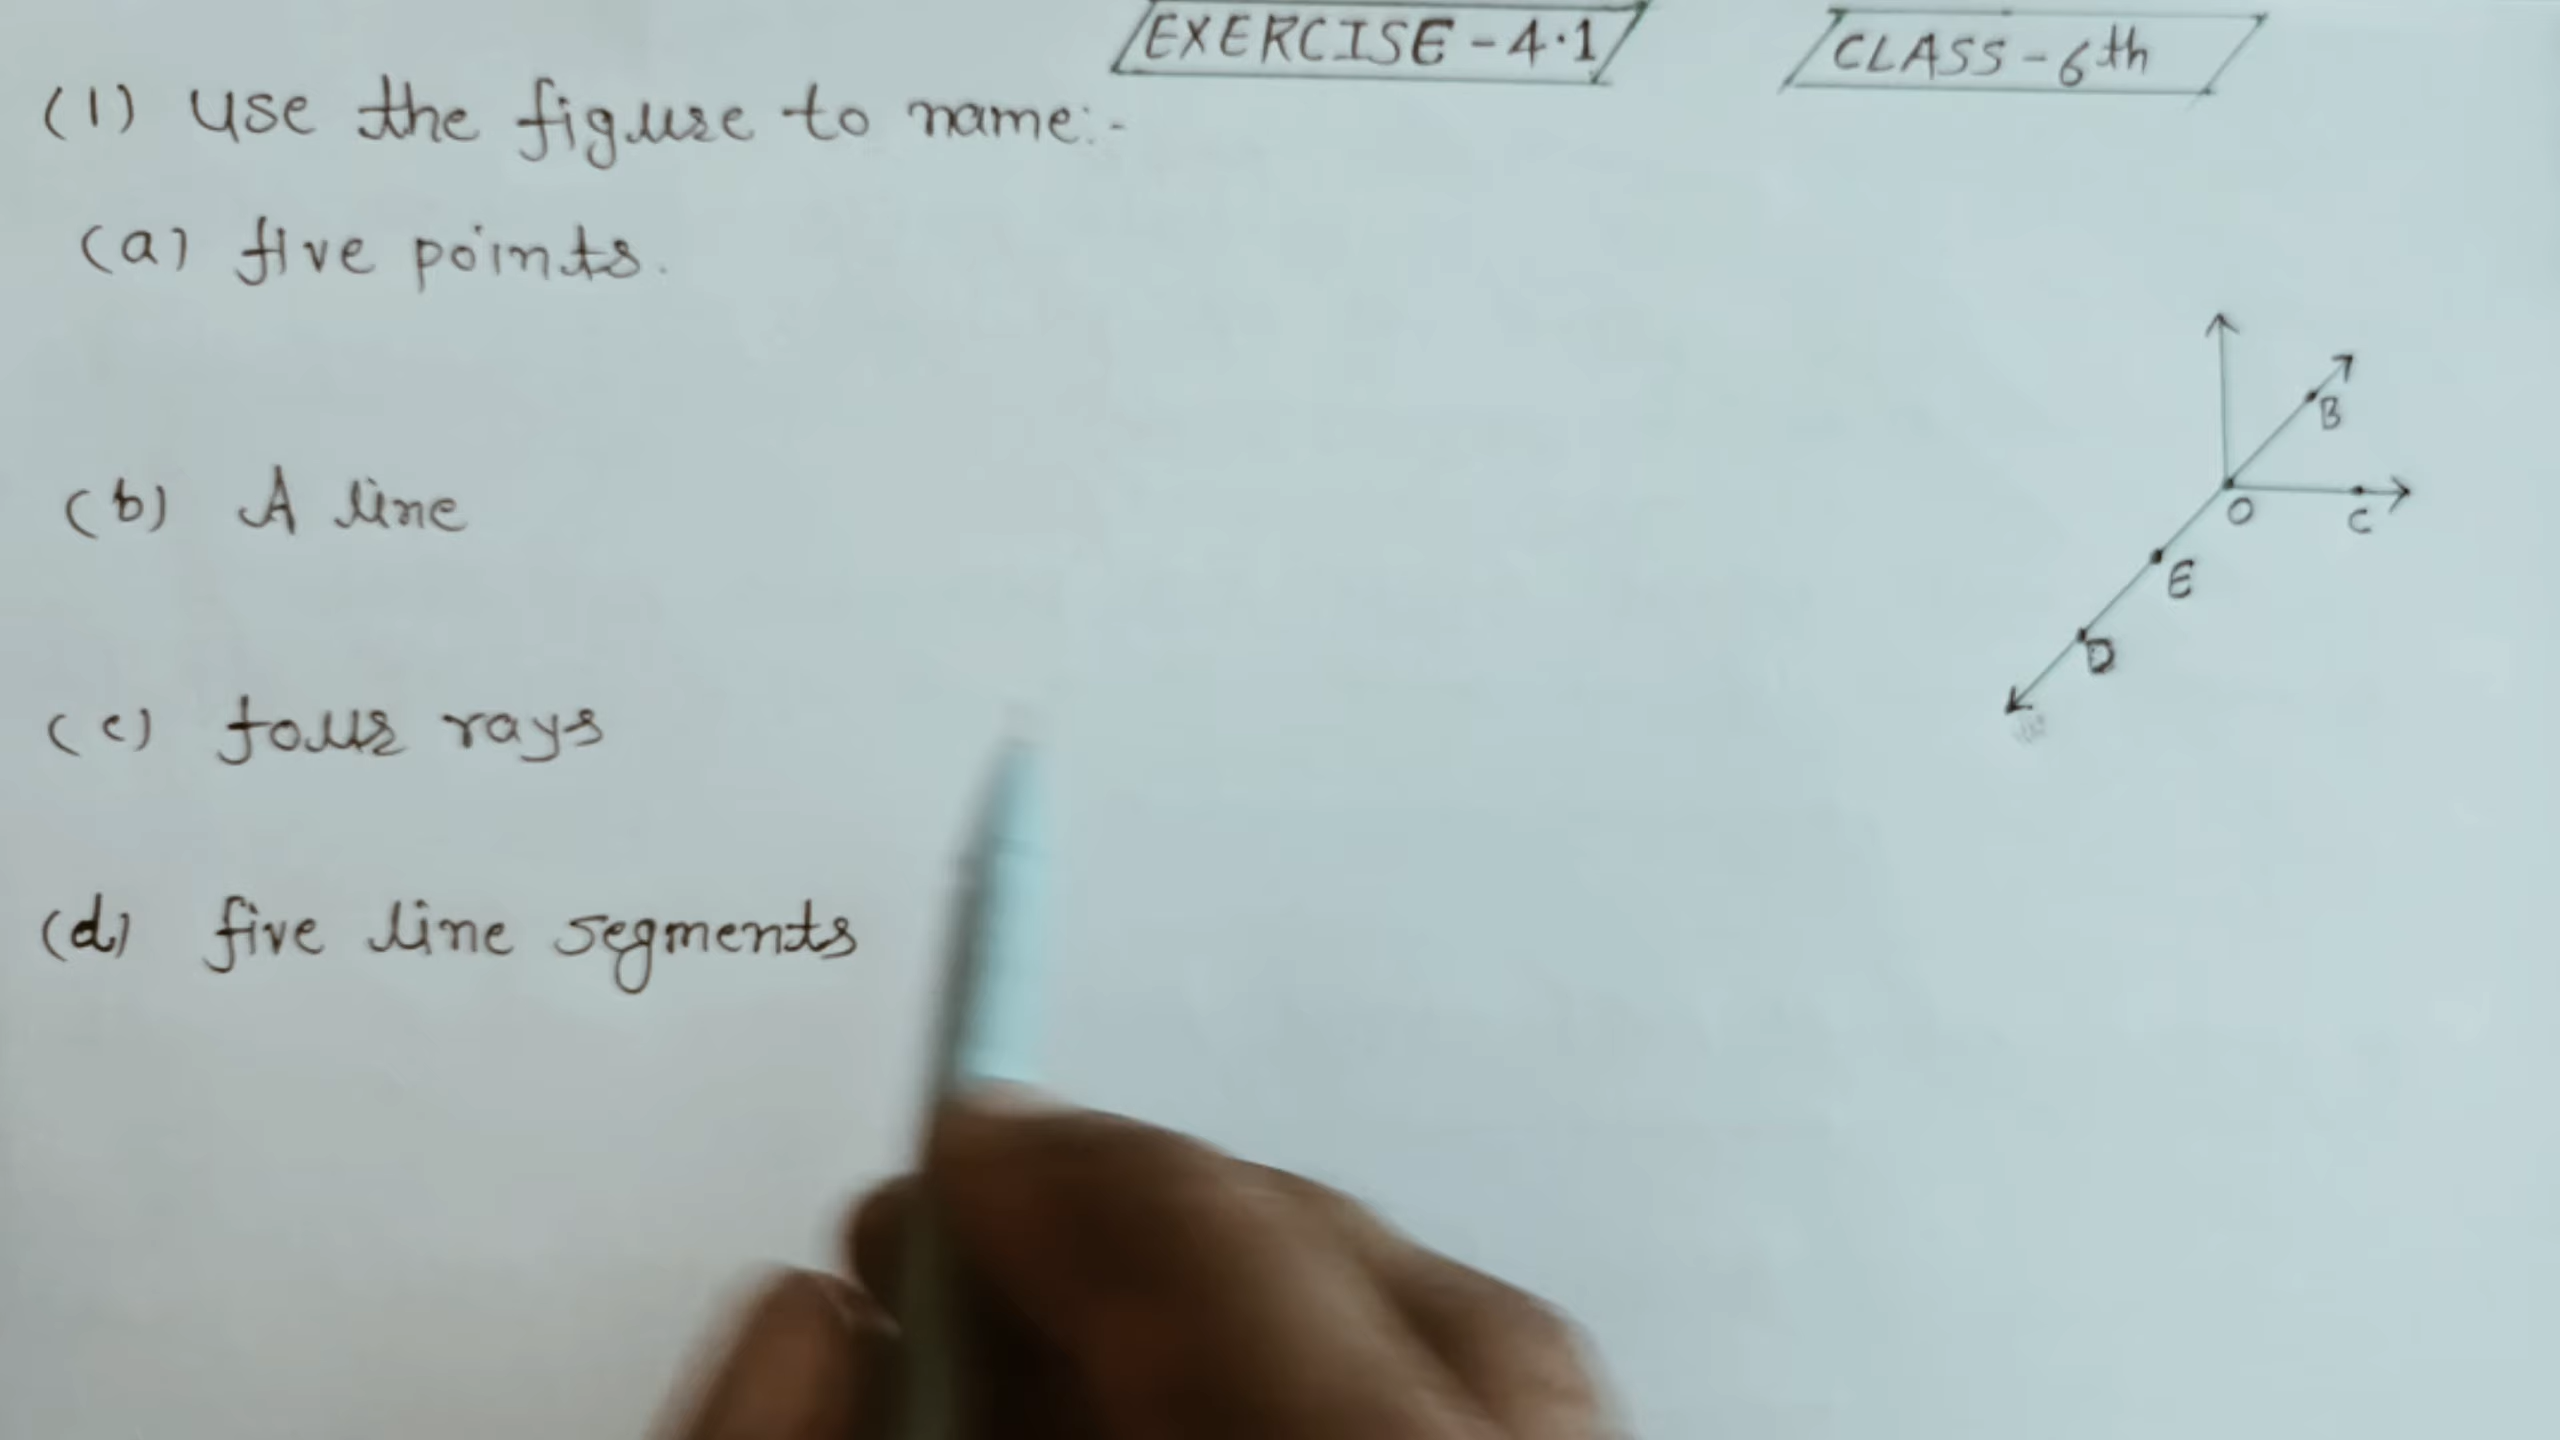 EXERCISE - 4.1
CLASS - 6th
(1) use the figure to name:-
(a) five points.
(b) A line
(c) four rays
(d) five line segments
B
O
C
E
D